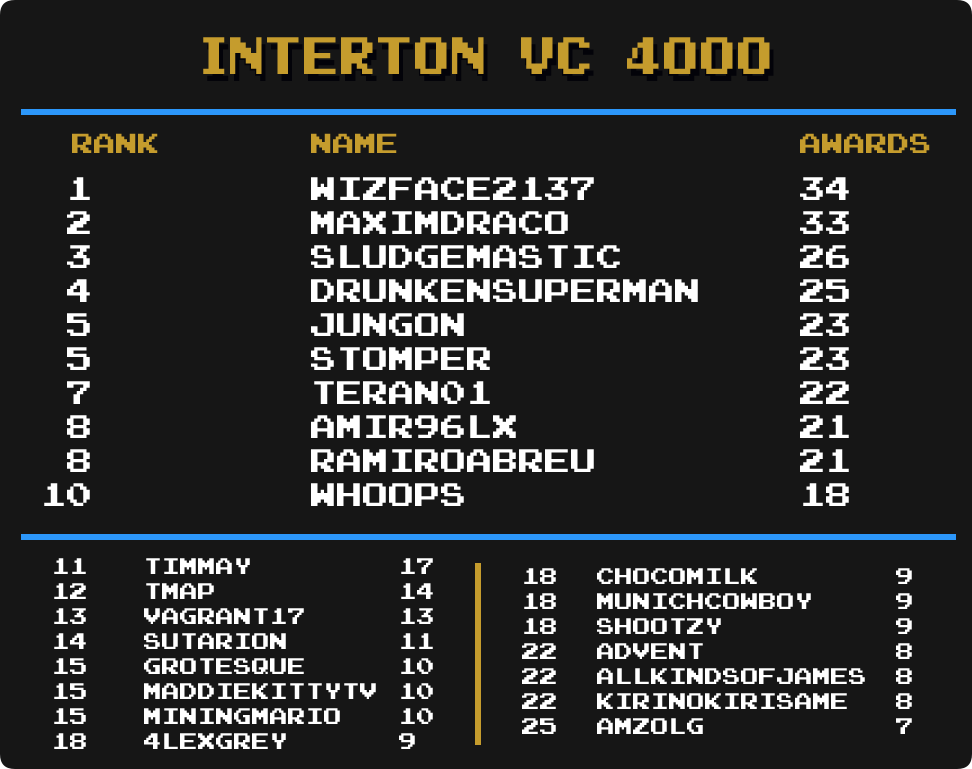 INTERTON VC 4000
RANK NAME AWARDS
1 WIZFACE2137 34
2 MAXIMDRACO 33
3 SLUDGEMASTIC 26
4 DRUNKENSUPERMAN 25
5 JUNGON 23
5 STOMPER 23
7 TERAN01 22
8 AMIR96LX 21
8 RAMIROABREU 21
10 WHOOPS 18
11 TIMMAY 17
12 TMAP 14
13 VAGRANT17 13
14 SUTARION 11
15 GROTESQUE 10
15 MADDIEKITTYTV 10
15 MININGMARIO 10
18 4LEXGREY 9
18 CHOCOMILK 9
18 MUNICHCOWBOY 9
18 SHOOTZY 9
22 ADVENT 8
22 ALLKINDSOFJAMES 8
22 KIRINOKIRISAME 8
25 AMZOLG 7